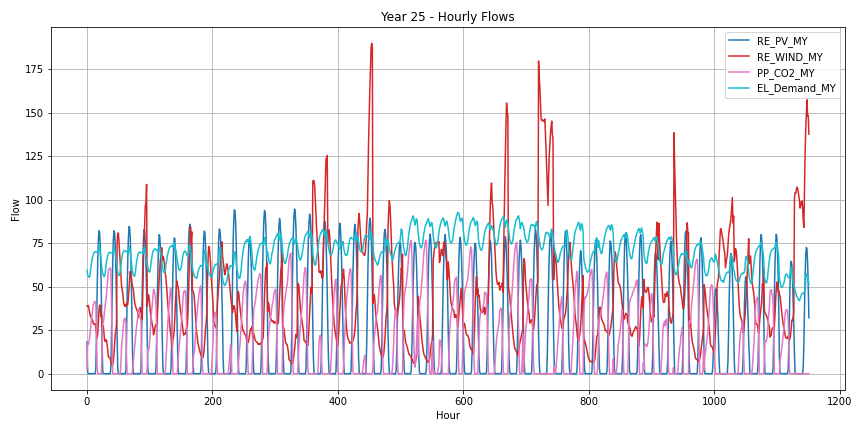 Year 25 - Hourly Flows
RE_PV_MY
RE_WIND_MY
PP_CO2_MY
EL_Demand_MY
Flow
175
150
125
100
75
50
25
0
0
200
400
600
800
1000
1200
Hour